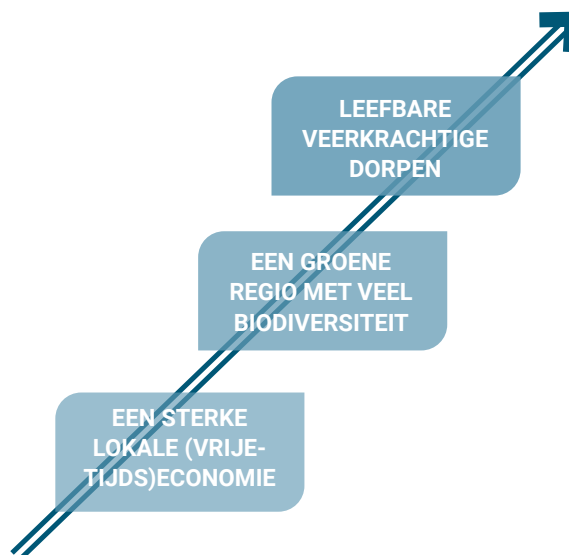 LEEFBARE
VEERKRACHTIGE
DORPEN
EEN GROENE
REGIO MET VEEL
BIODIVERSITEIT
EEN STERKE
LOKALE (VRIJE-
TIJDS)ECONOMIE